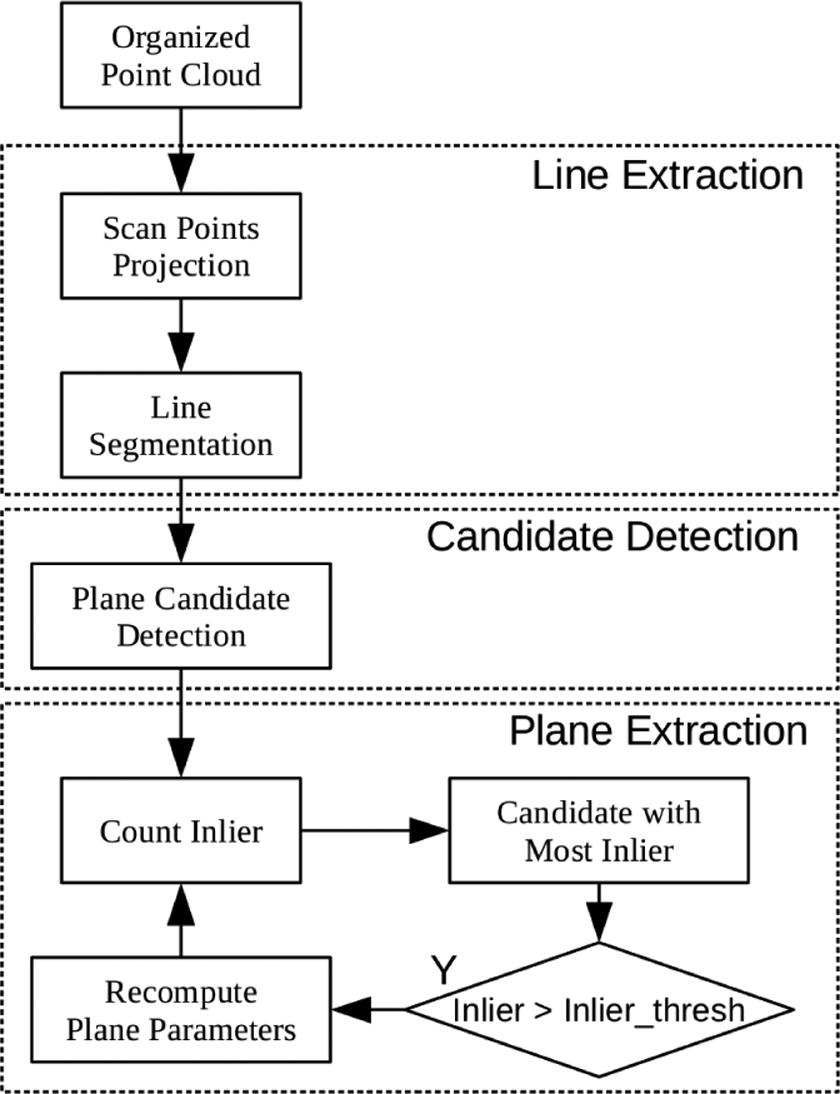 Organized
Point Cloud
Line Extraction
Scan Points
Projection
Line
Segmentation
Candidate Detection
Plane Candidate
Detection
Plane Extraction
Count Inlier
Candidate with
Most Inlier
Y
Inlier > Inlier_thresh
Recompute
Plane Parameters